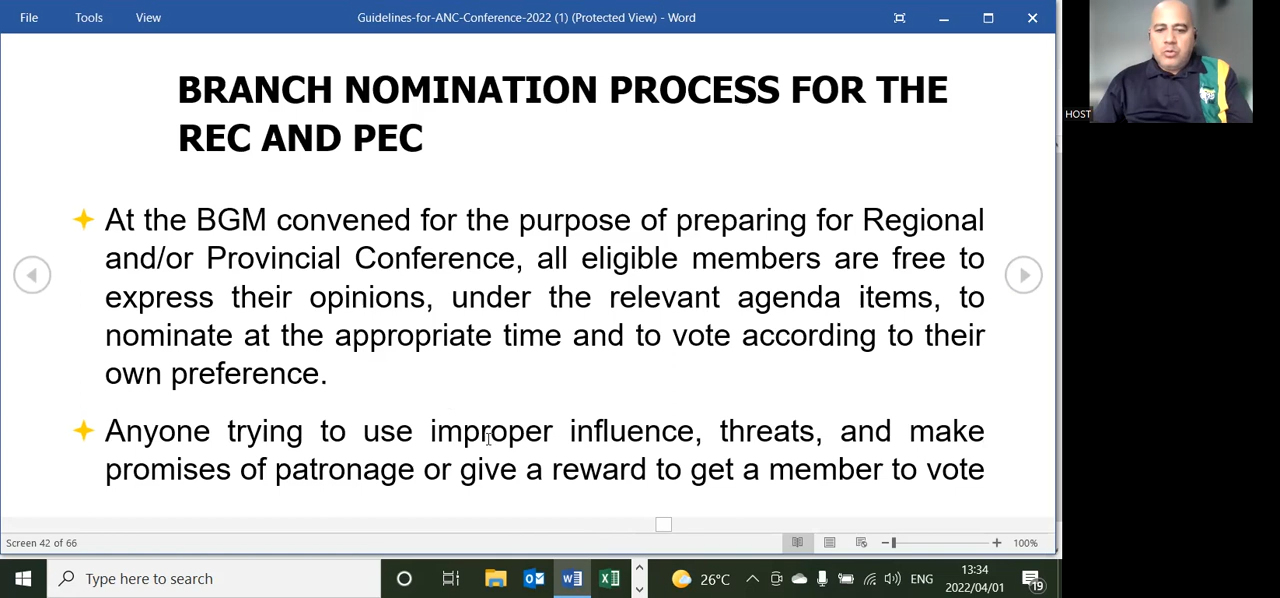 File Tools View Guidelines-for-ANC-Conference-2022 (1) (Protected View) - Word
HOST
BRANCH NOMINATION PROCESS FOR THE
REC AND PEC
At the BGM convened for the purpose of preparing for Regional
and/or Provincial Conference, all eligible members are free to
express their opinions, under the relevant agenda items, to
nominate at the appropriate time and to vote according to their
own preference.
Anyone trying to use improper influence, threats, and make
promises of patronage or give a reward to get a member to vote
Screen 42 of 66 100%
Type here to search 26°C ENG 13:34
2022/04/01 19